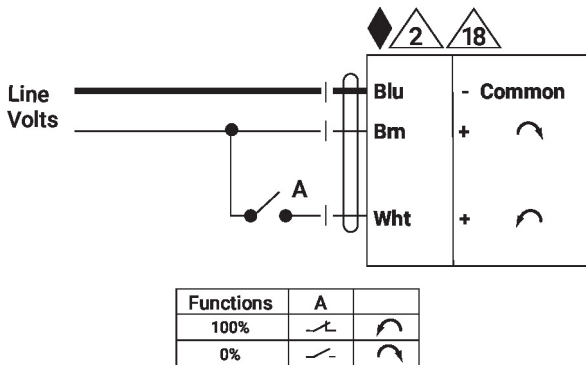 2 18
Line Volts
Blu - Common
Brn +
A
Wht +
Functions A
100%
0%